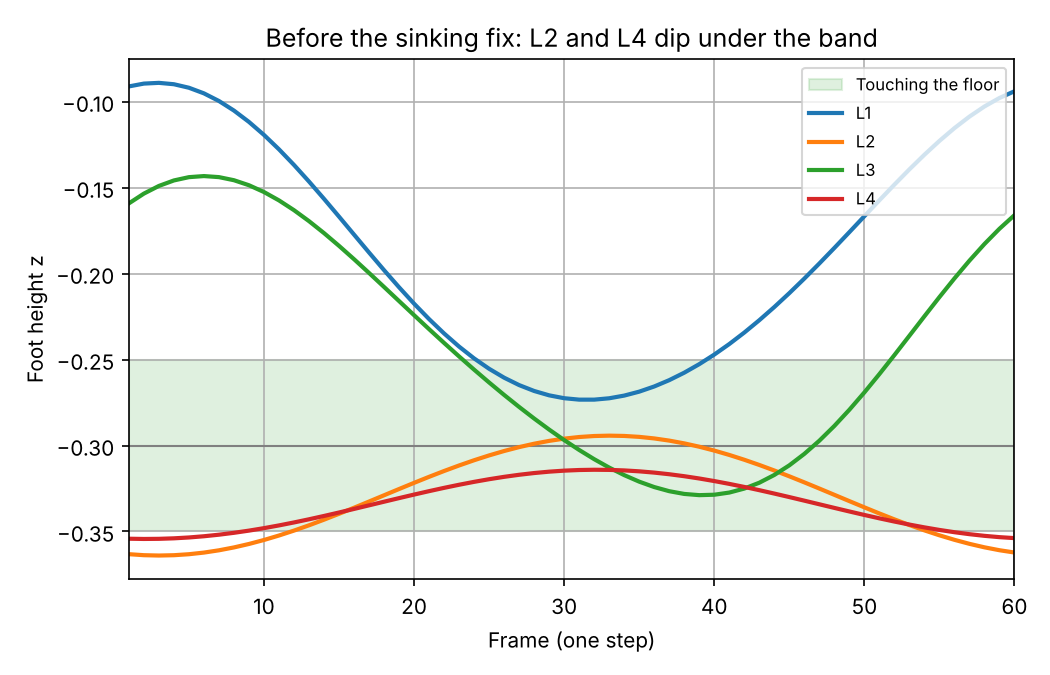 Before the sinking fix: L2 and L4 dip under the band
Touching the floor
L1
L2
L3
L4
Foot height z
−0.10
−0.15
−0.20
−0.25
−0.30
−0.35
10 20 30 40 50 60
Frame (one step)